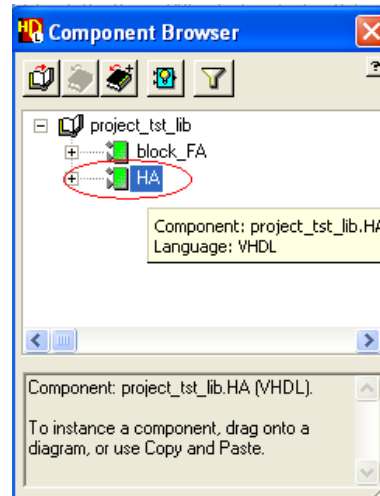 Component Browser
project_tst_lib
block_FA
HA
Component: project_tst_lib.HA
Language: VHDL
Component: project_tst_lib.HA (VHDL).
To instance a component, drag onto a
diagram, or use Copy and Paste.